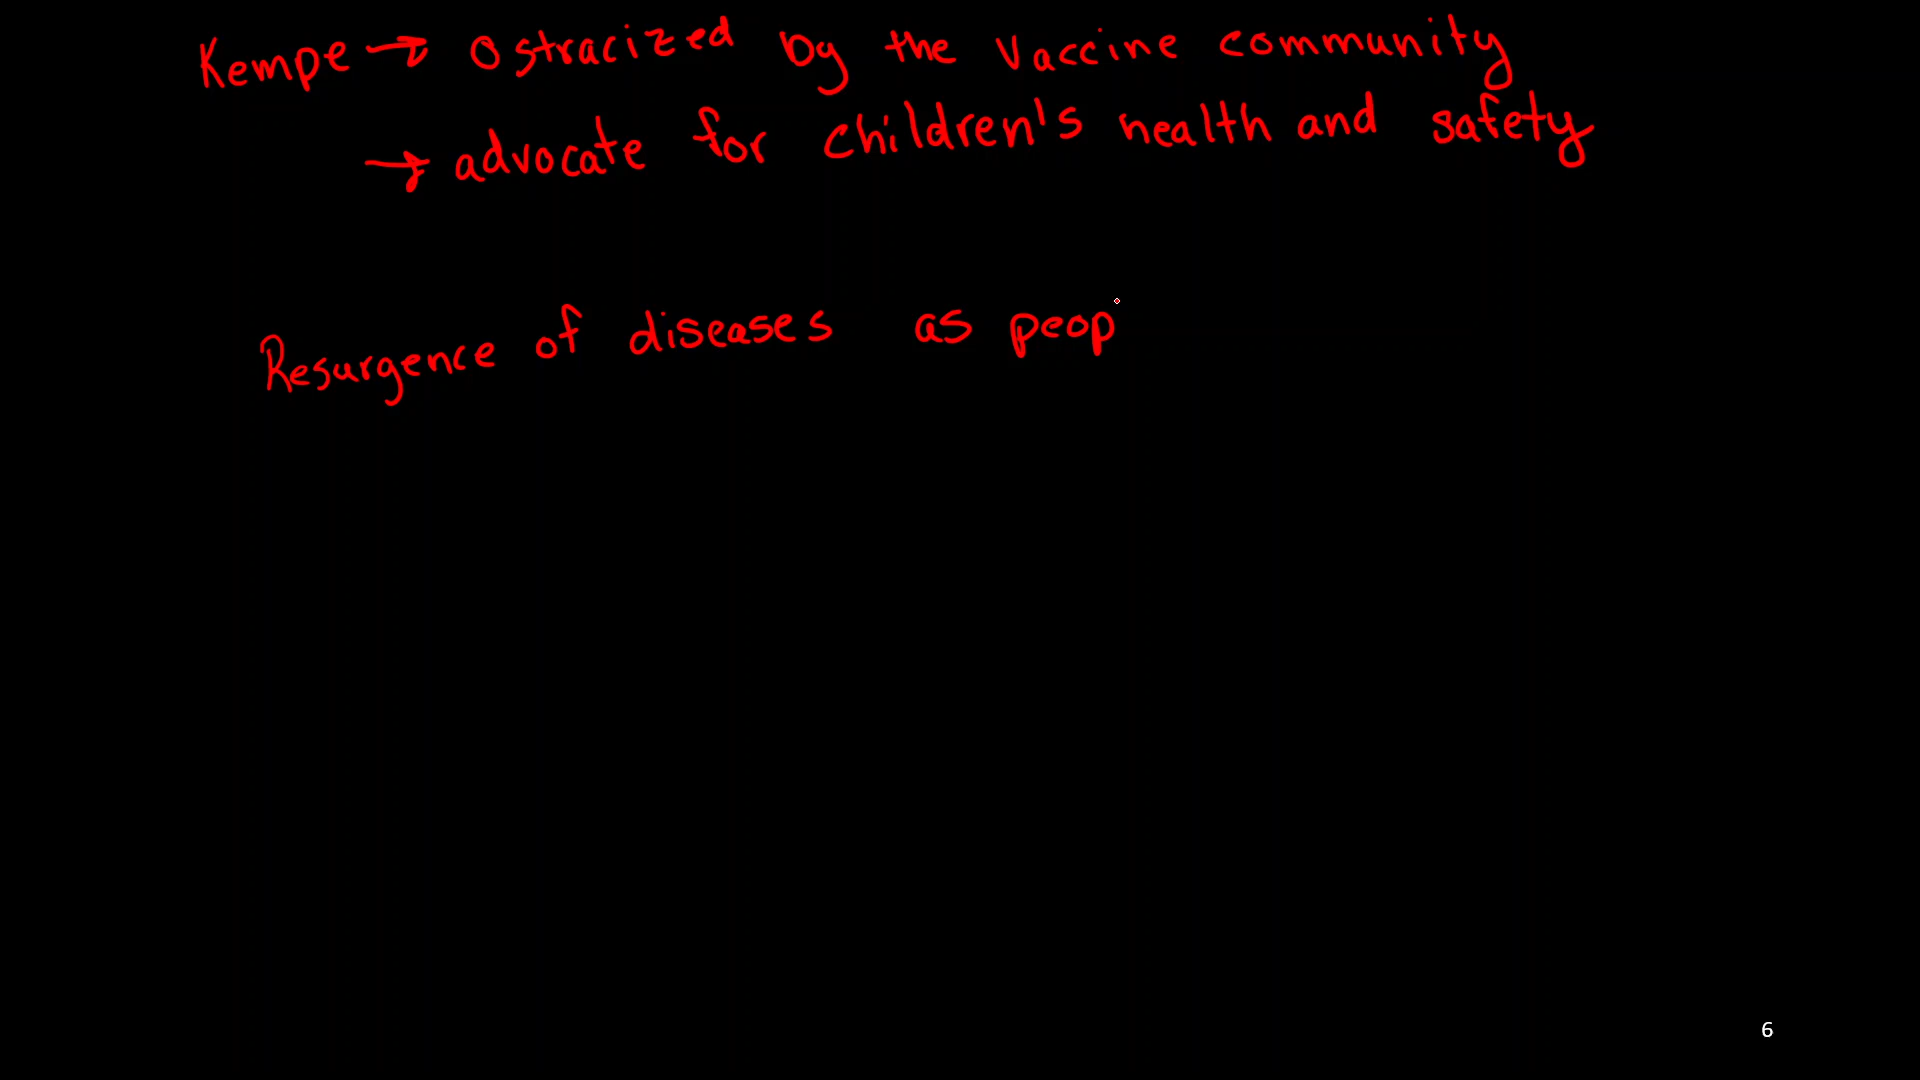 Kempe → Ostracized by the Vaccine community
→ advocate for children's health and safety
Resurgence of diseases as peop
6